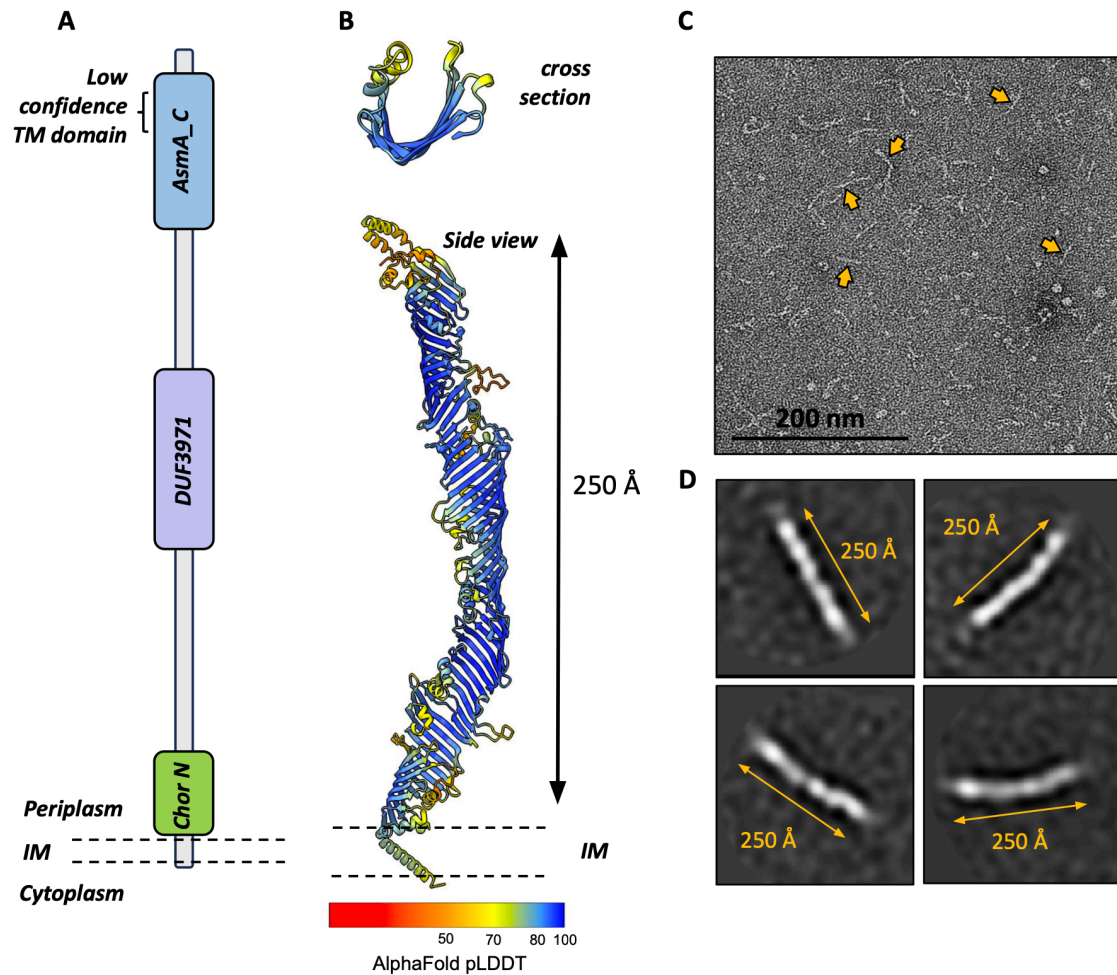 A
Low
confidence
TM domain
AsmA_C
DUF3971
Chor N
Periplasm
IM
Cytoplasm
B
cross
section
Side view
250 Å
IM
50 70 80 100
AlphaFold pLDDT
C
200 nm
D
250 Å
250 Å
250 Å
250 Å